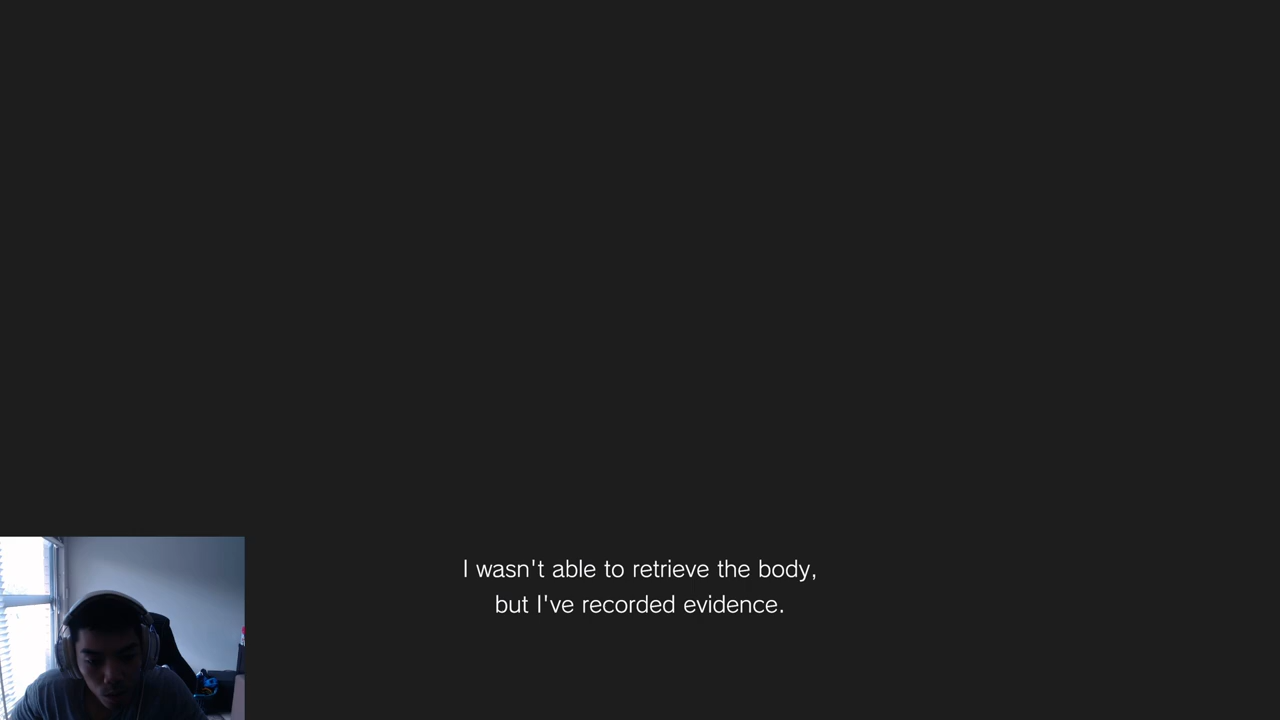 I wasn't able to retrieve the body,
but I've recorded evidence.